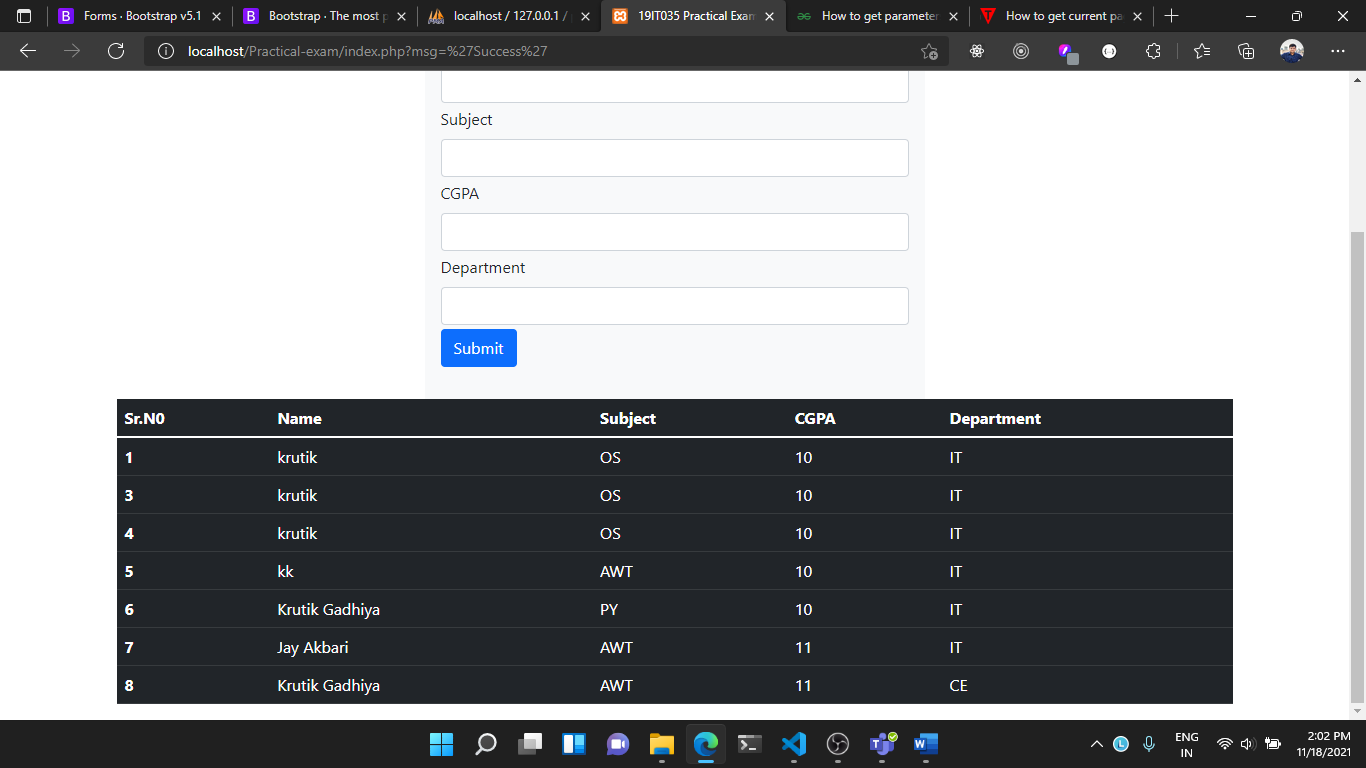 Forms · Bootstrap v5.1
Bootstrap · The most p
localhost / 127.0.0.1 / p
19IT035 Practical Exam
How to get parameter
How to get current pa
localhost/Practical-exam/index.php?msg=%27Success%27
Subject
CGPA
Department
Submit
Sr.N0 Name Subject CGPA Department
1 krutik OS 10 IT
3 krutik OS 10 IT
4 krutik OS 10 IT
5 kk AWT 10 IT
6 Krutik Gadhiya PY 10 IT
7 Jay Akbari AWT 11 IT
8 Krutik Gadhiya AWT 11 CE
ENG
IN
2:02 PM
11/18/2021